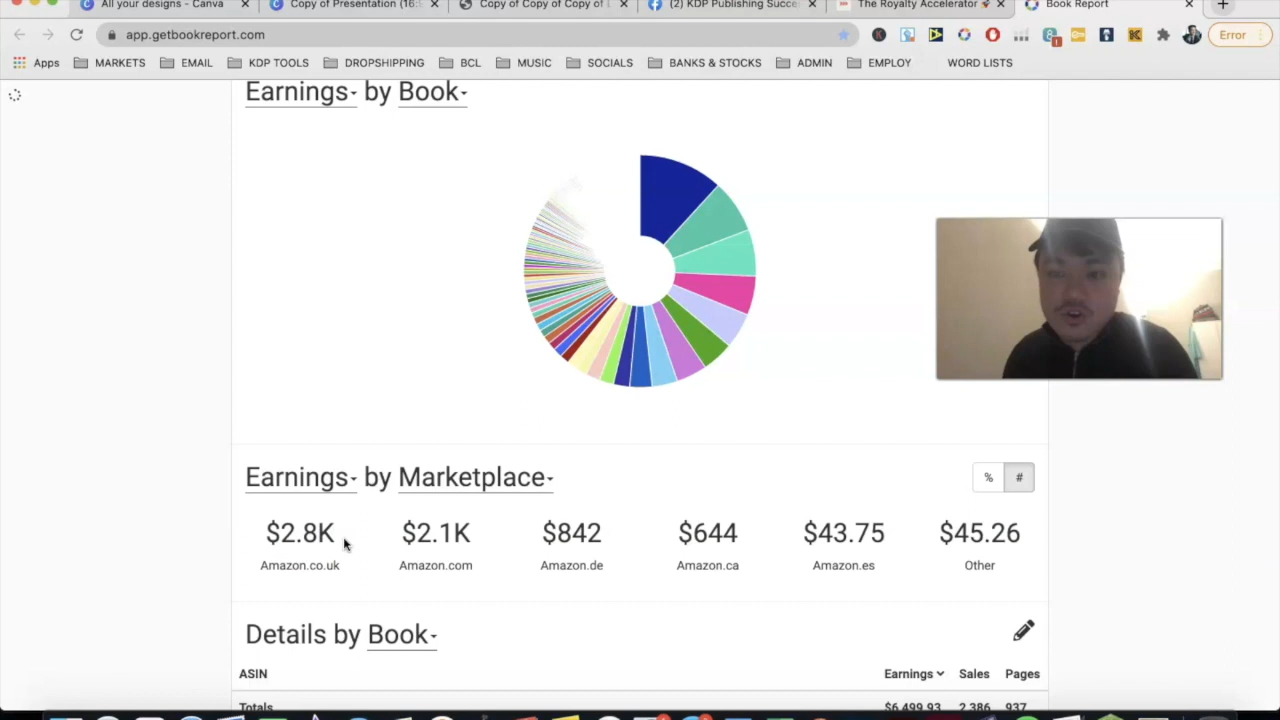 All your designs - Canva
Copy of Presentation (16:
Copy of Copy of Copy of
(2) KDP Publishing Succe
The Royalty Accelerator 🚀
Book Report
app.getbookreport.com
Error
Apps MARKETS EMAIL KDP TOOLS DROPSHIPPING BCL MUSIC SOCIALS BANKS & STOCKS ADMIN EMPLOY WORD LISTS
Earnings by Book
Earnings by Marketplace
% #
$2.8K $2.1K $842 $644 $43.75 $45.26
Amazon.co.uk Amazon.com Amazon.de Amazon.ca Amazon.es Other
Details by Book
ASIN Earnings Sales Pages
Totals $6,499.93 2,386 937